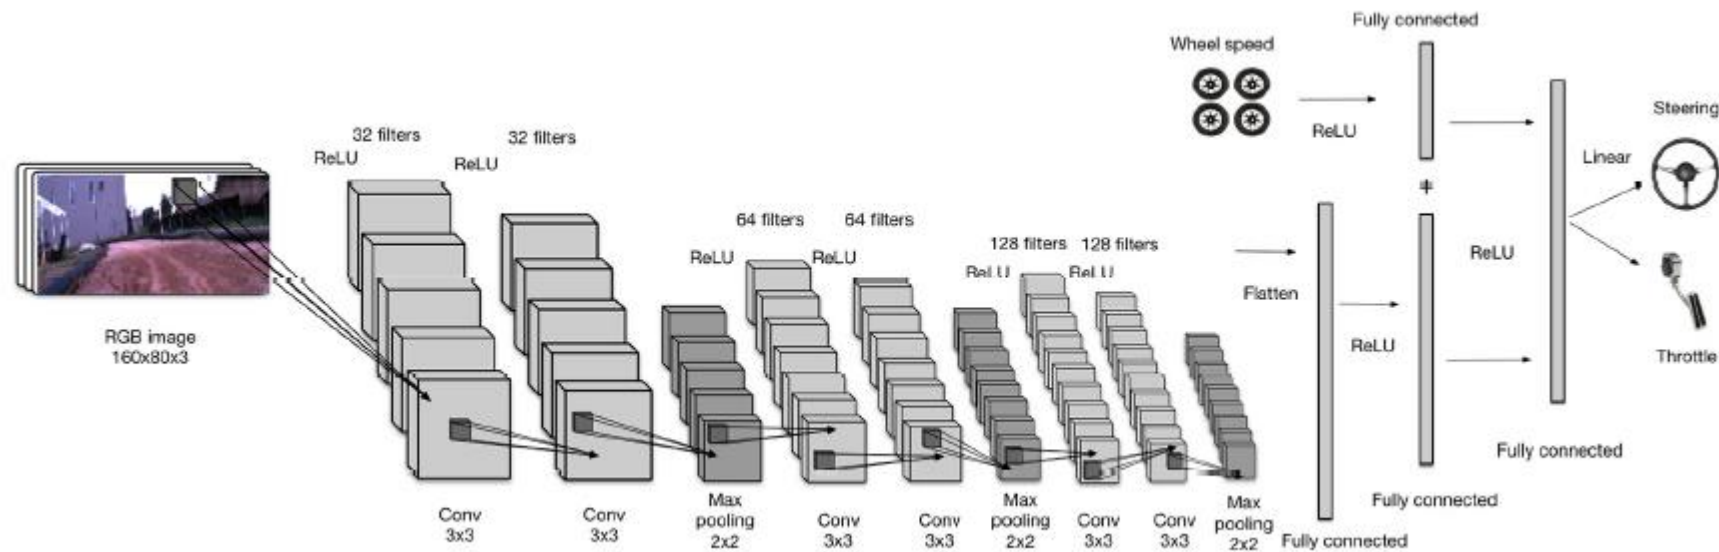 Fully connected
Wheel speed
ReLU
Steering
Linear
32 filters
32 filters
ReLU
ReLU
64 filters
64 filters
ReLU
ReLU
128 filters
128 filters
ReLU
ReLU
Flatten
ReLU
ReLU
RGB image
160x80x3
Throttle
Fully connected
Fully connected
Fully connected
Conv
3x3
Conv
3x3
Max
pooling
2x2
Conv
3x3
Conv
3x3
Max
pooling
2x2
Conv
3x3
Conv
3x3
Max
pooling
2x2